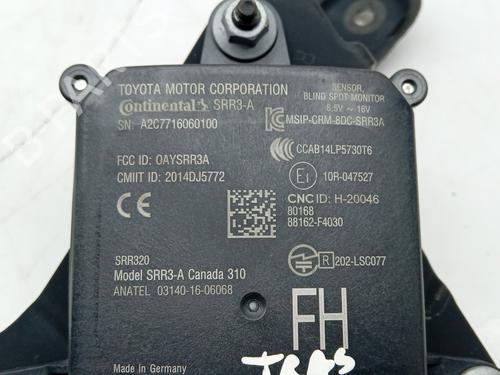 TOYOTA MOTOR CORPORATION
Continental SRR3-A
SN: A2C7716060100
SENSOR,
BLIND SPOT MONITOR
8.5V ~ 16V
MSIP-CRM-8DC-SRR3A
FCC ID: OAYSRR3A
CMIIT ID: 2014DJ5772
CCAB14LP5730T6
E1 10R-047527
CE
CNC ID: H-20046
80168
88162-F4030
SRR320
Model SRR3-A Canada 310
ANATEL 03140-16-06068
R 202-LSC077
FH
Made in Germany